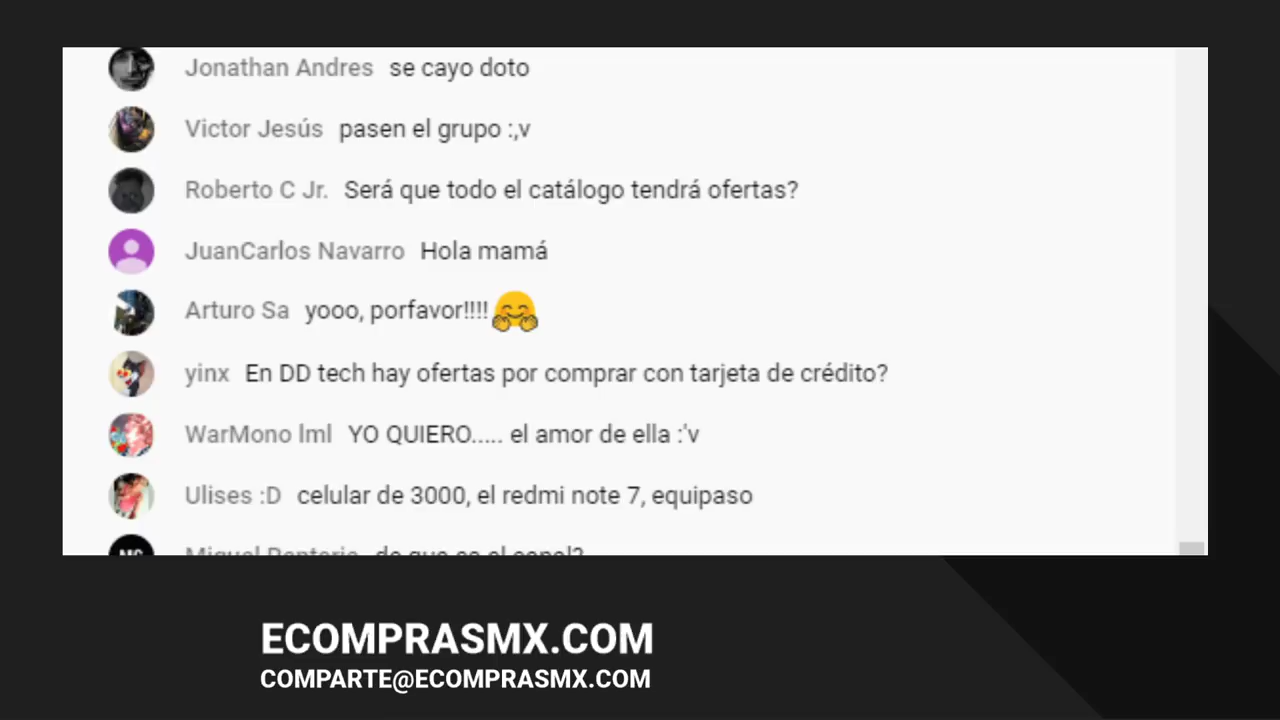 Jonathan Andres se cayo doto
Victor Jesús pasen el grupo :,v
Roberto C Jr. Será que todo el catálogo tendrá ofertas?
JuanCarlos Navarro Hola mamá
Arturo Sa yooo, porfavor!!!!
yinx En DD tech hay ofertas por comprar con tarjeta de crédito?
WarMono lml YO QUIERO..... el amor de ella :'v
Ulises :D celular de 3000, el redmi note 7, equipaso
ECOMPRASMX.COM
COMPARTE@ECOMPRASMX.COM